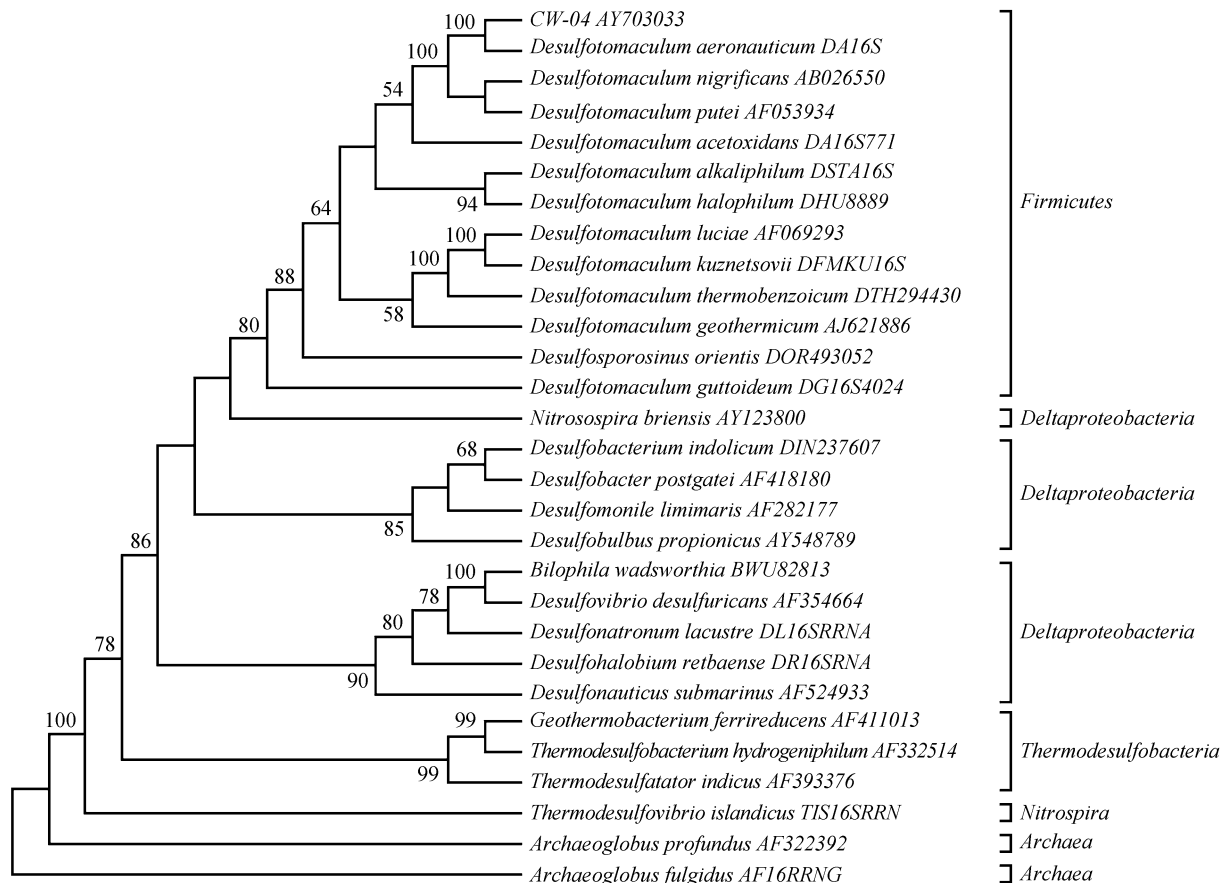 100 CW-04 AY703033
100 Desulfotomaculum aeronauticum DA16S
Desulfotomaculum nigrificans AB026550
54
Desulfotomaculum putei AF053934
Desulfotomaculum acetoxidans DA16S771
Desulfotomaculum alkaliphilum DSTA16S
94 Desulfotomaculum halophilum DHU8889 Firmicutes
64
100 Desulfotomaculum luciae AF069293
100 Desulfotomaculum kuznetsovii DFMKU16S
88
Desulfotomaculum thermobenzoicum DTH294430
58
80 Desulfotomaculum geothermicum AJ621886
Desulfosporosinus orientis DOR493052
Desulfotomaculum guttoideum DG16S4024
Nitrosospira briensis AY123800 Deltaproteobacteria
68 Desulfobacterium indolicum DIN237607
Desulfobacter postgatei AF418180
Deltaproteobacteria
Desulfomonile limimaris AF282177
85
86 Desulfobulbus propionicus AY548789
100 Bilophila wadsworthia BWU82813
78 Desulfovibrio desulfuricans AF354664
80 Desulfonatronum lacustre DL16SRRNA Deltaproteobacteria
78
Desulfohalobium retbaense DR16SRNA
90
Desulfonauticus submarinus AF524933
100 99 Geothermobacterium ferrireducens AF411013
Thermodesulfobacterium hydrogeniphilum AF332514 Thermodesulfobacteria
99
Thermodesulfatator indicus AF393376
Thermodesulfovibrio islandicus TIS16SRRN Nitrospira
Archaeoglobus profundus AF322392 Archaea
Archaeoglobus fulgidus AF16RRNG Archaea